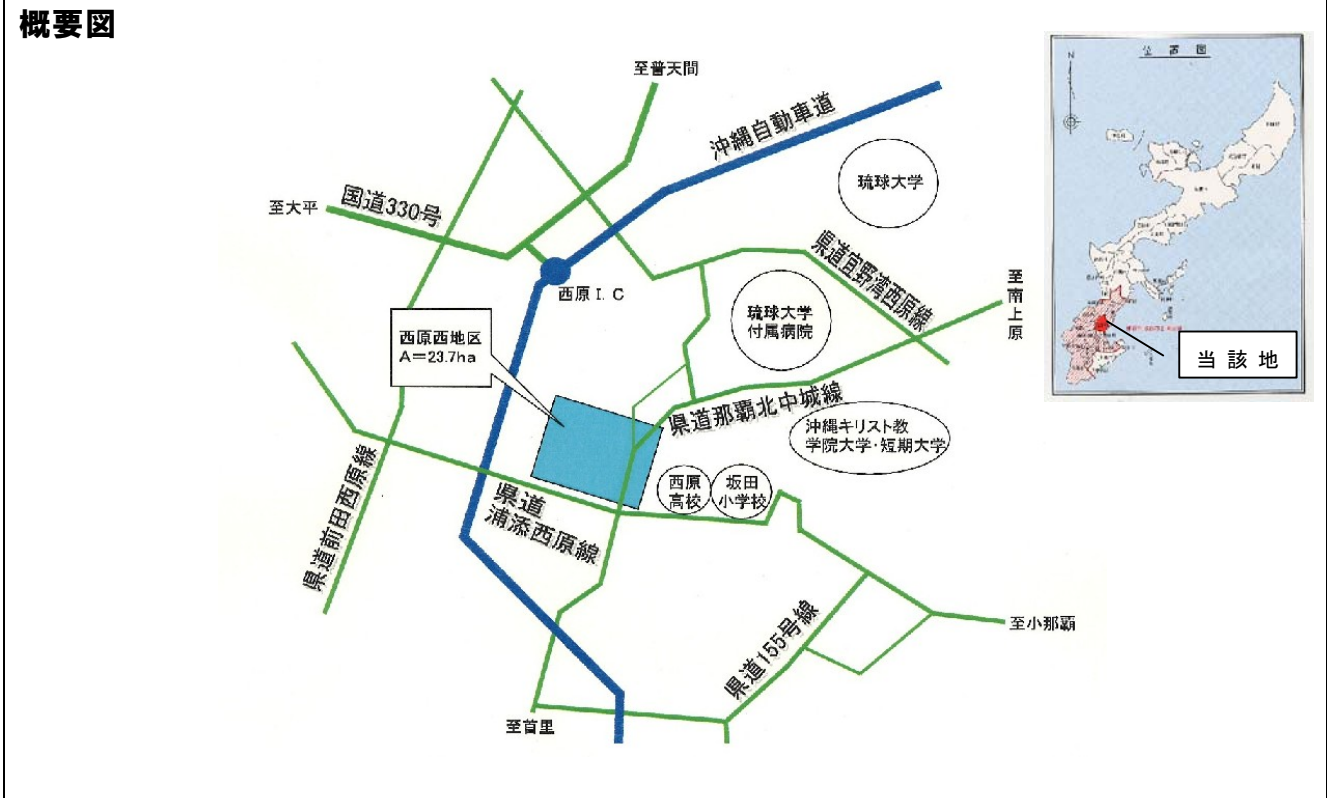 概要図
位置図
N
至普天間
沖縄自動車道
琉球大学
至大平
国道330号
県道宜野湾西原線
至南上原
西原I.C
琉球大学
付属病院
西原西地区
A=23.7ha
当該地
県道那覇北中城線
沖縄キリスト教
学院大学・短期大学
西原
高校
坂田
小学校
県道
浦添西原線
県道前田西原線
県道155号線
至小那覇
至首里